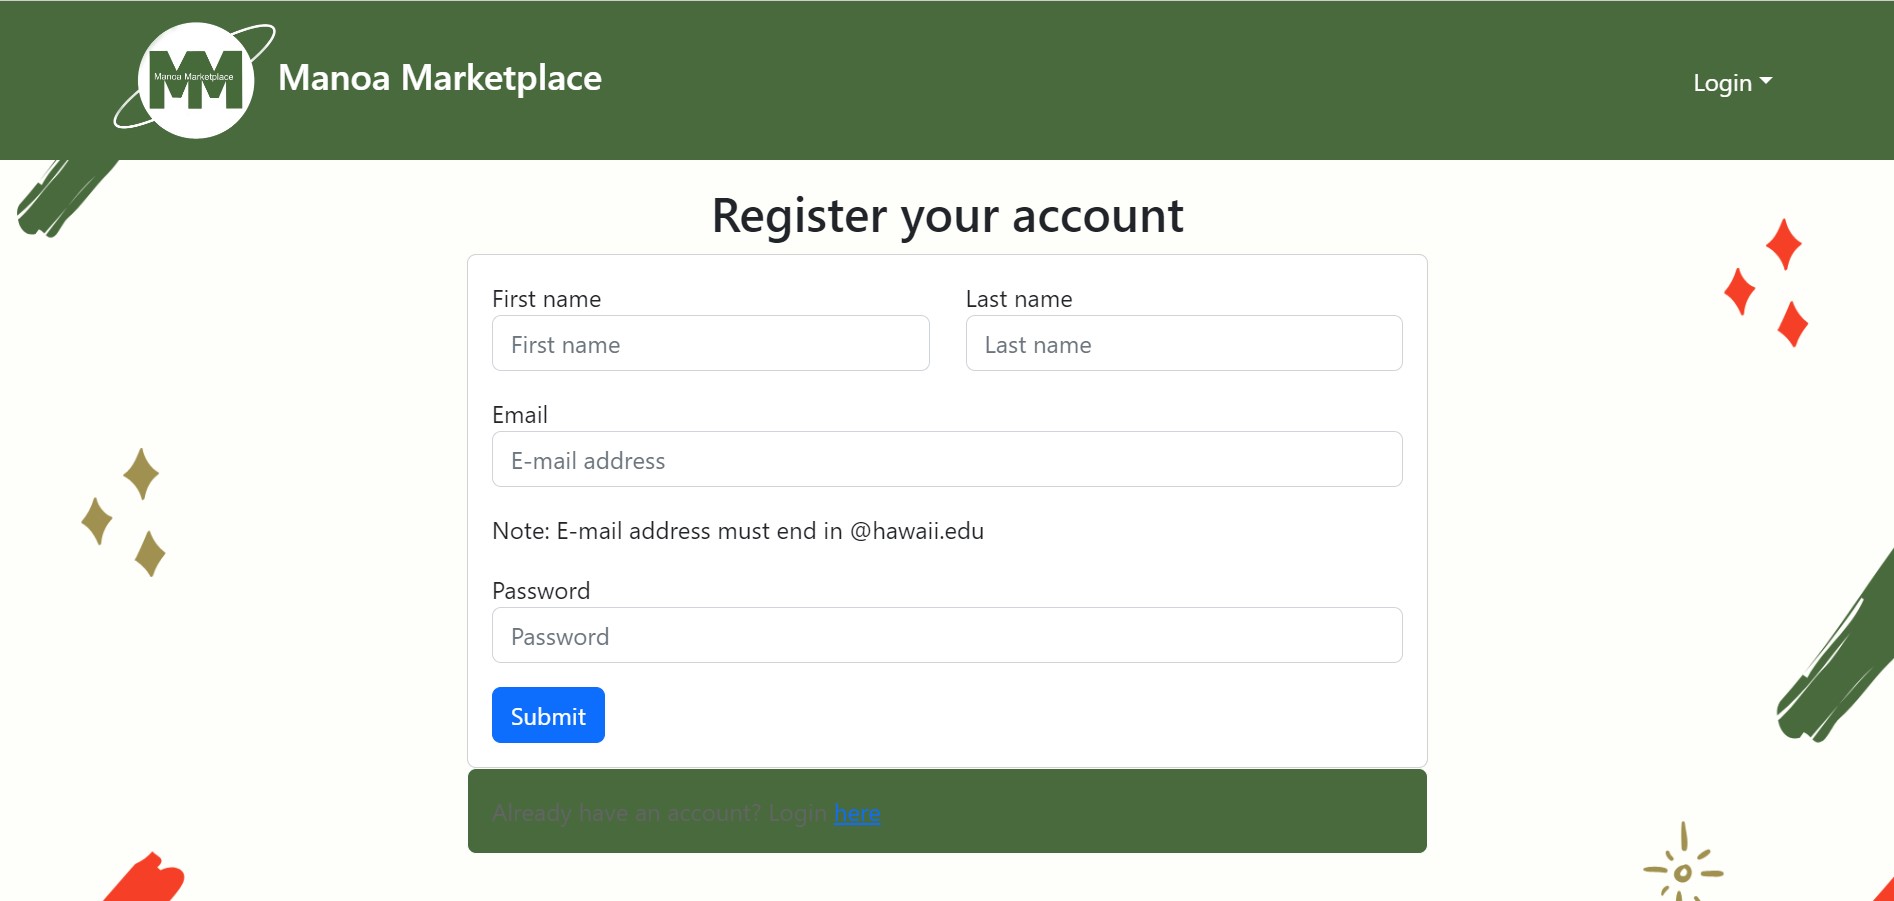 MM
Manoa Marketplace
MM
Manoa Marketplace
Login
Register your account
First name
Last name
First name
Last name
Email
E-mail address
Note: E-mail address must end in @hawaii.edu
Password
Password
Submit
Already have an account? Login here